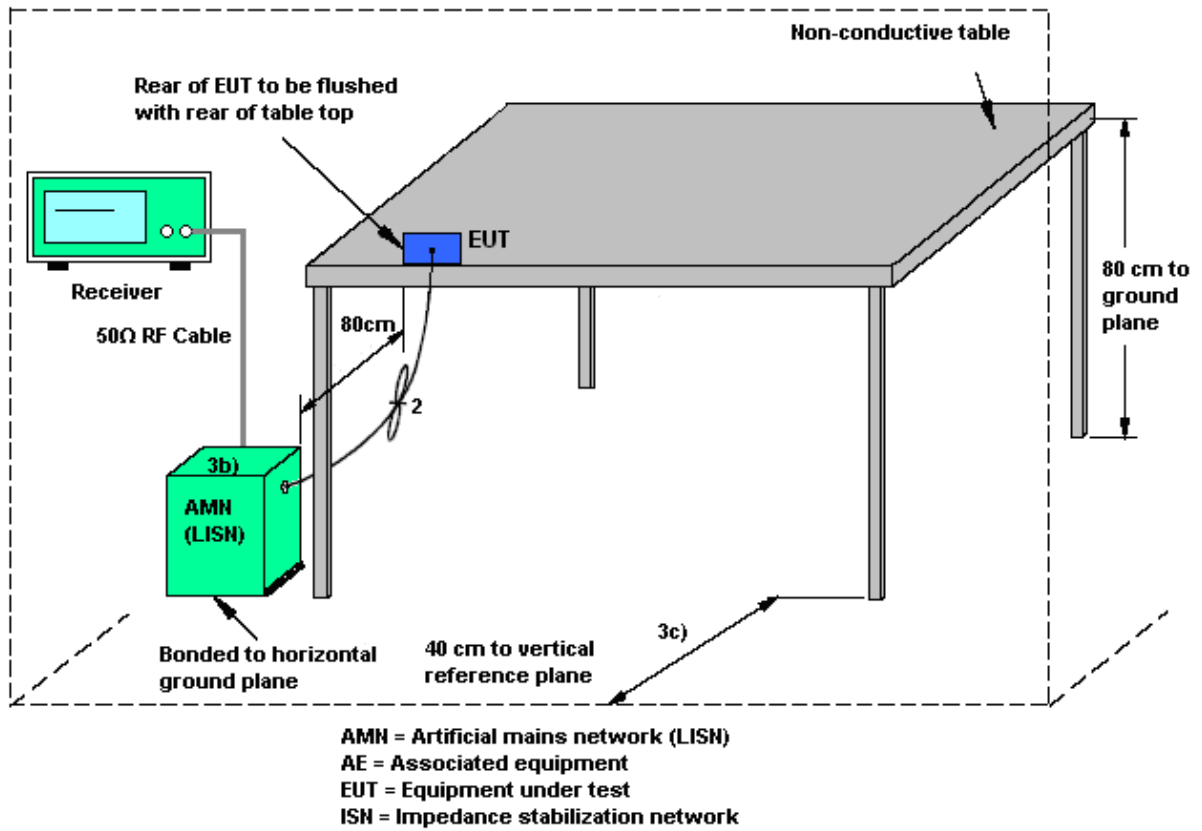 Non-conductive table
Rear of EUT to be flushed
with rear of table top
EUT
Receiver
80cm
80 cm to
ground
plane
50Ω RF Cable
2
3b)
AMN
(LISN)
3c)
Bonded to horizontal
ground plane
40 cm to vertical
reference plane
AMN = Artificial mains network (LISN)
AE = Associated equipment
EUT = Equipment under test
ISN = Impedance stabilization network